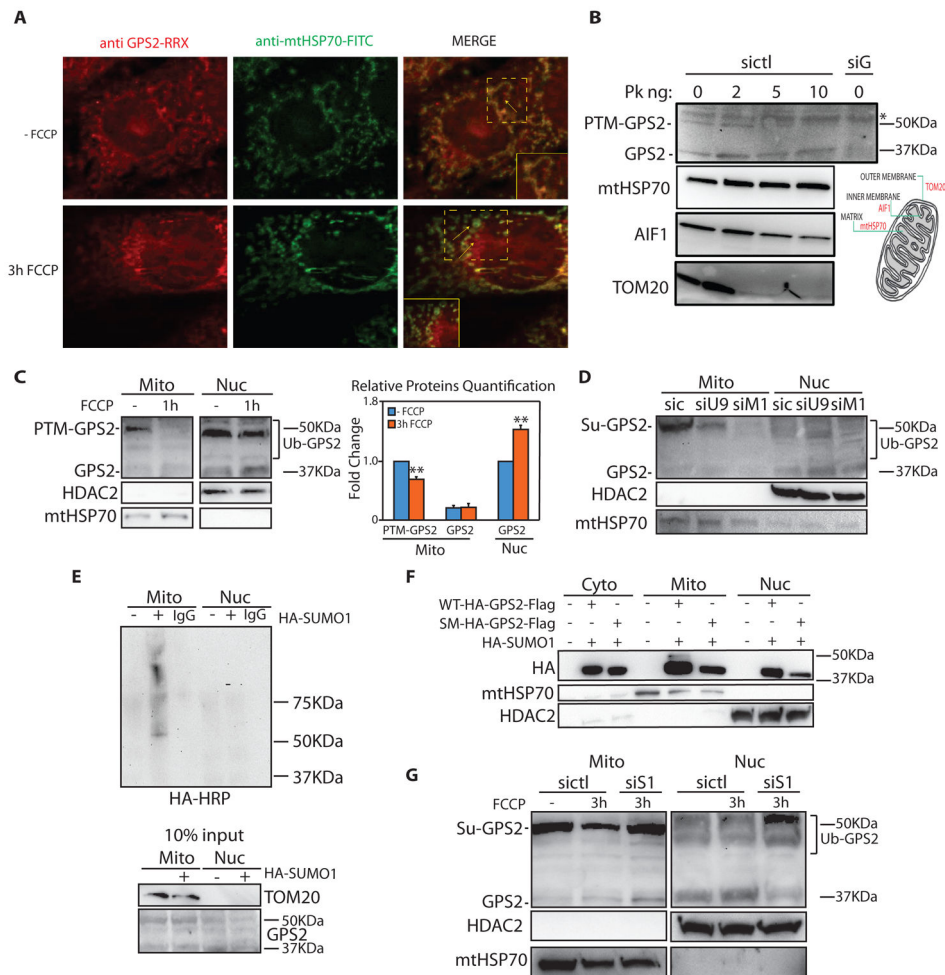 A
anti GPS2-RRX
anti-mtHSP70-FITC
MERGE
- FCCP
3h FCCP
B
sictl siG
Pk ng: 0 2 5 10 0
PTM-GPS2- * —50KDa
GPS2- —37KDa
mtHSP70
AIF1
TOM20
OUTER MEMBRANE
TOM20
INNER MEMBRANE
AIF1
MATRIX
mtHSP70
C
Mito Nuc
FCCP - 1h - 1h
PTM-GPS2- —50KDa
Ub-GPS2
GPS2- —37KDa
HDAC2
mtHSP70
Relative Proteins Quantification
Fold Change
1.8
1.0
0
- FCCP
3h FCCP
**
**
PTM-GPS2 GPS2 GPS2
Mito Nuc
D
Mito Nuc
sic siU9 siM1 sic siU9 siM1
Su-GPS2- —50KDa
Ub-GPS2
GPS2- —37KDa
HDAC2
mtHSP70
E
Mito Nuc
- + IgG - + IgG HA-SUMO1
— 75KDa
— 50KDa
— 37KDa
HA-HRP
10% input
Mito Nuc
- + - + HA-SUMO1
TOM20
— 50KDa
GPS2
— 37KDa
F
Cyto Mito Nuc
WT-HA-GPS2-Flag - + - - + - - + -
SM-HA-GPS2-Flag - - + - - + - - +
HA-SUMO1 - + + - + + - + +
HA —50KDa
—37KDa
mtHSP70
HDAC2
G
Mito Nuc
sictl siS1 sictl siS1
FCCP - 3h 3h - 3h 3h
Su-GPS2- —50KDa
Ub-GPS2
GPS2- —37KDa
HDAC2
mtHSP70